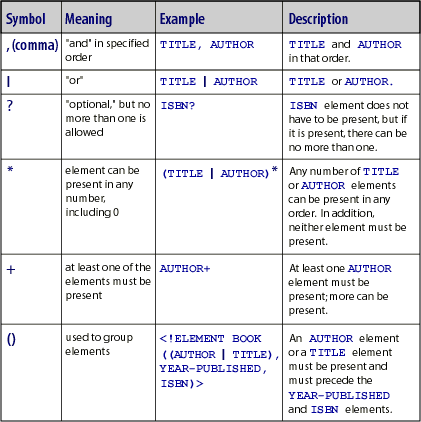 Symbol Meaning Example Description
, (comma) "and" in specified TITLE, AUTHOR TITLE and AUTHOR
order in that order.
| "or" TITLE | AUTHOR TITLE or AUTHOR.
? "optional," but no ISBN? ISBN element does not
more than one is have to be present, but if
allowed it is present, there can be
no more than one.
* element can be (TITLE | AUTHOR)* Any number of TITLE
present in any or AUTHOR elements
number, can be present in any
including 0 order. In addition,
neither element must be
present.
+ at least one of the AUTHOR+ At least one AUTHOR
elements must be element must be
present present; more can be
present.
() used to group <!ELEMENT BOOK An AUTHOR element
elements ((AUTHOR | TITLE), or a TITLE element
YEAR-PUBLISHED, must be present and
ISBN)> must precede the
YEAR-PUBLISHED
and ISBN elements.